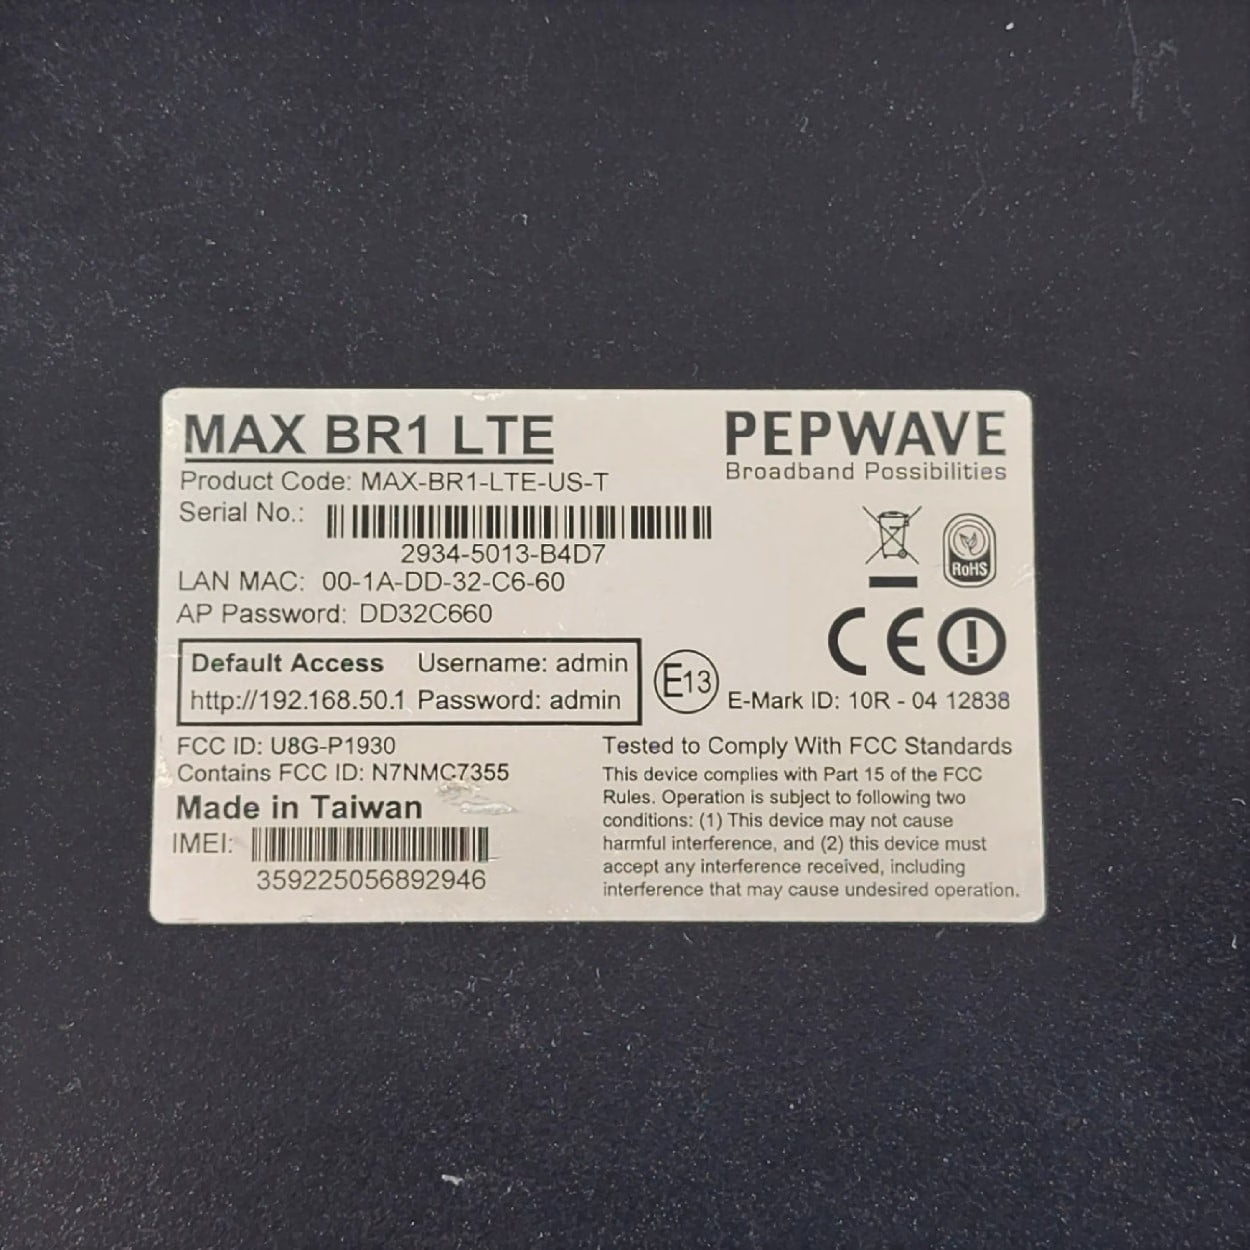 MAX BR1 LTE
PEPWAVE
Broadband Possibilities
Product Code: MAX-BR1-LTE-US-T
Serial No.:
2934-5013-B4D7
LAN MAC: 00-1A-DD-32-C6-60
AP Password: DD32C660
RoHS
CE
Default Access Username: admin
http://192.168.50.1 Password: admin
E13
E-Mark ID: 10R - 04 12838
FCC ID: U8G-P1930
Contains FCC ID: N7NMC7355
Made in Taiwan
IMEI:
359225056892946
Tested to Comply With FCC Standards
This device complies with Part 15 of the FCC
Rules. Operation is subject to following two
conditions: (1) This device may not cause
harmful interference, and (2) this device must
accept any interference received, including
interference that may cause undesired operation.